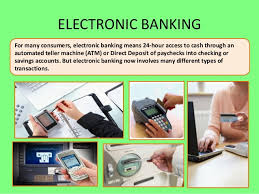 ELECTRONIC BANKING
For many consumers, electronic banking means 24-hour access to cash through an
automated teller machine (ATM) or Direct Deposit of paychecks into checking or
savings accounts. But electronic banking now involves many different types of
transactions.